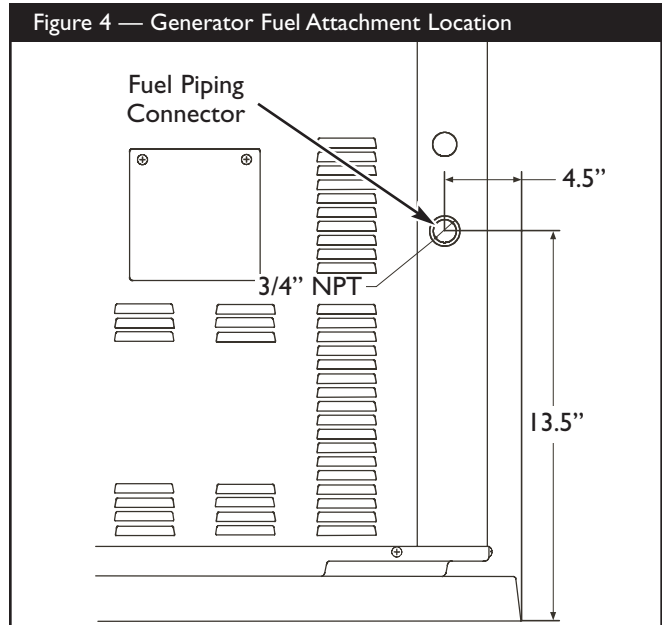 Figure 4 — Generator Fuel Attachment Location
Fuel Piping
Connector
4.5”
3/4” NPT
13.5”